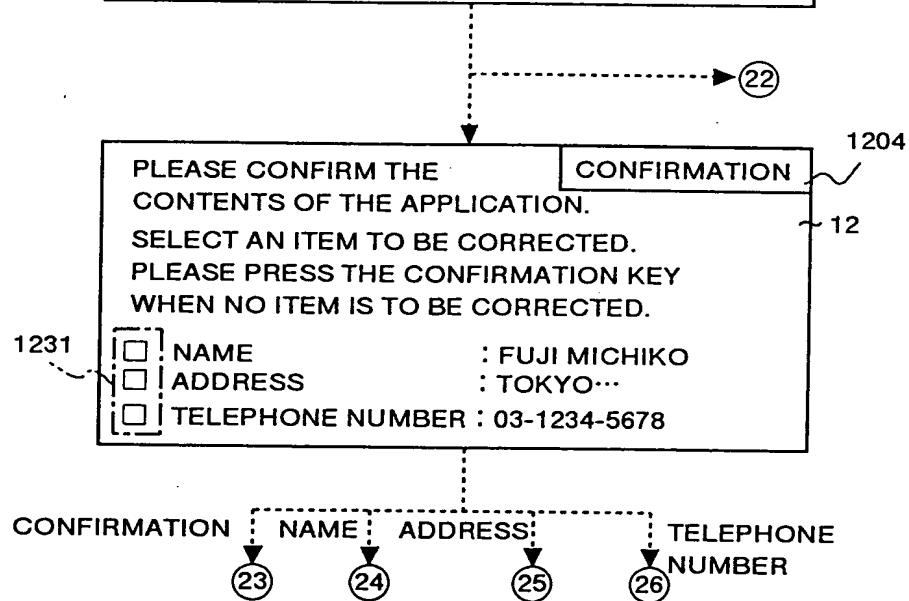 22
1204
PLEASE CONFIRM THE
CONFIRMATION
CONTENTS OF THE APPLICATION.
12
SELECT AN ITEM TO BE CORRECTED.
PLEASE PRESS THE CONFIRMATION KEY
WHEN NO ITEM IS TO BE CORRECTED.
1231
NAME : FUJI MICHIKO
ADDRESS : TOKYO···
TELEPHONE NUMBER : 03-1234-5678
CONFIRMATION NAME ADDRESS TELEPHONE
NUMBER
23 24 25 26